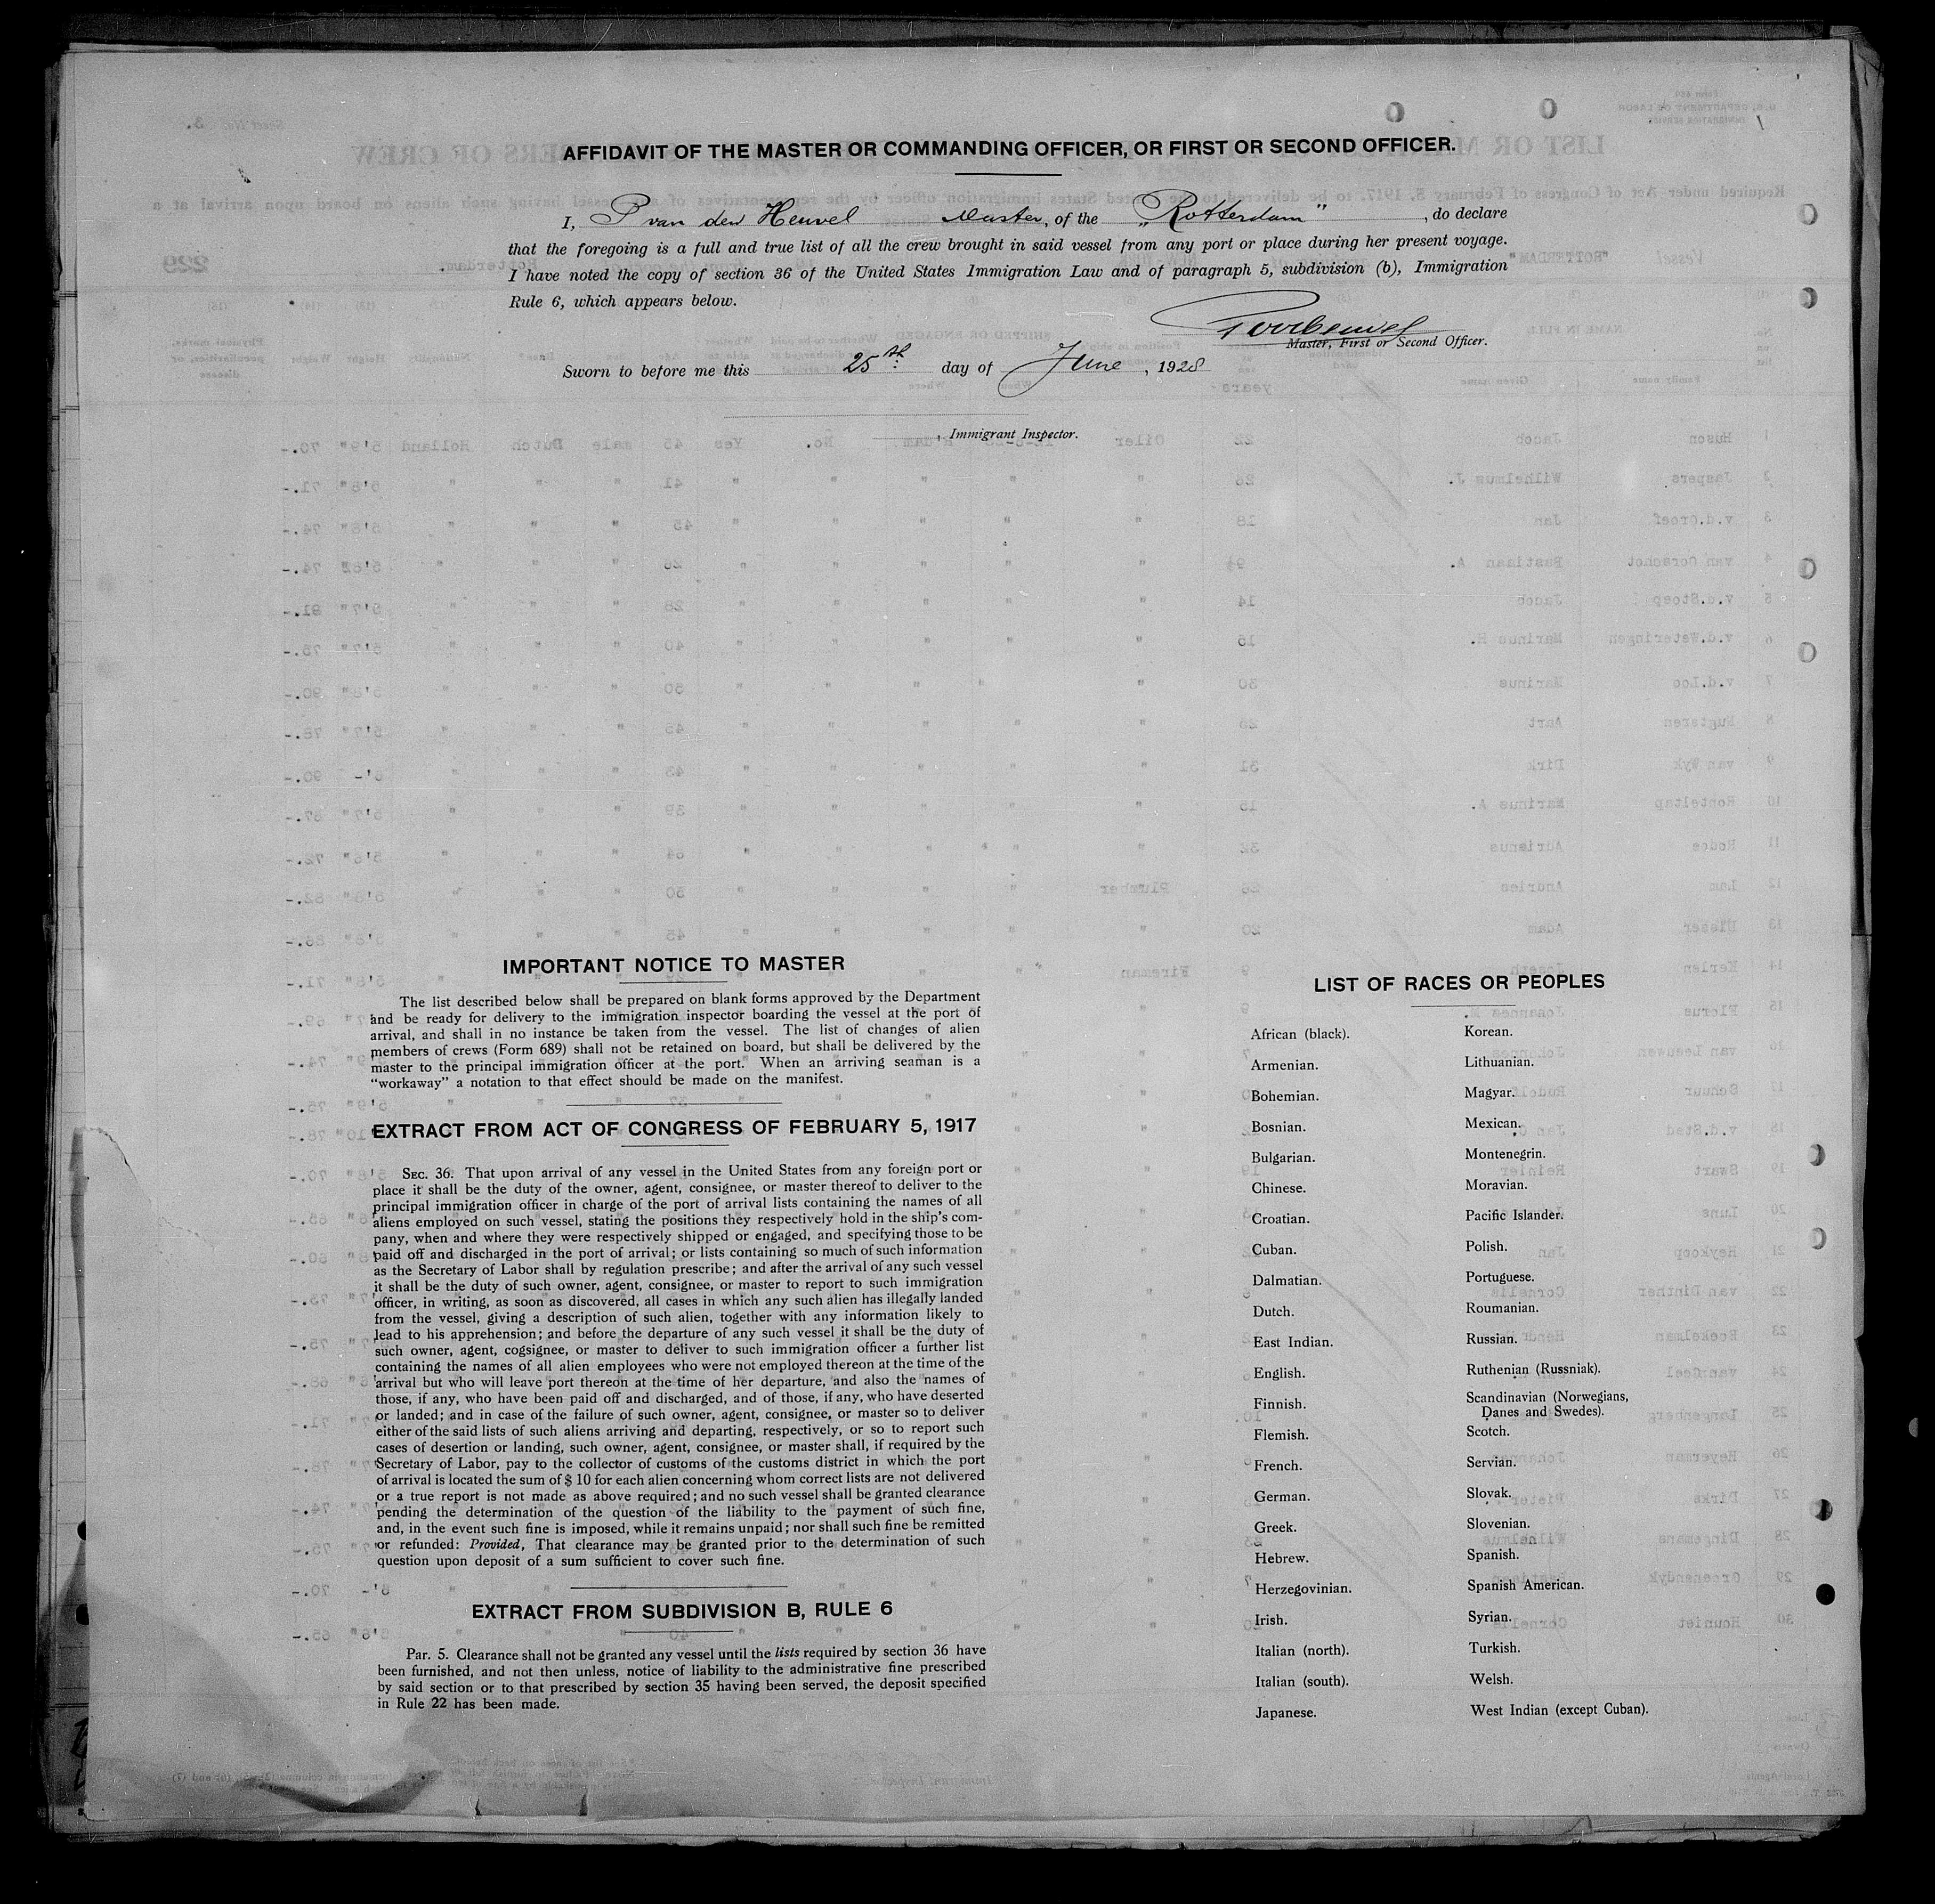 AFFIDAVIT OF THE MASTER OR COMMANDING OFFICER, OR FIRST OR SECOND OFFICER.
I, P van den Heuvel Master, of the "Rotterdam", do declare
that the foregoing is a full and true list of all the crew brought in said vessel from any port or place during her present voyage.
I have noted the copy of section 36 of the United States Immigration Law and of paragraph 5, subdivision (b), Immigration
Rule 6, which appears below.
Master, First or Second Officer.
Sworn to before me this 25th day of June, 1928
, Immigrant Inspector.
IMPORTANT NOTICE TO MASTER
The list described below shall be prepared on blank forms approved by the Department
and be ready for delivery to the immigration inspector boarding the vessel at the port of
arrival, and shall in no instance be taken from the vessel. The list of changes of alien
members of crews (Form 689) shall not be retained on board, but shall be delivered by the
master to the principal immigration officer at the port. When an arriving seaman is a
“workaway” a notation to that effect should be made on the manifest.
EXTRACT FROM ACT OF CONGRESS OF FEBRUARY 5, 1917
SEC. 36. That upon arrival of any vessel in the United States from any foreign port or
place it shall be the duty of the owner, agent, consignee, or master thereof to deliver to the
principal immigration officer in charge of the port of arrival lists containing the names of all
aliens employed on such vessel, stating the positions they respectively hold in the ship's com-
pany, when and where they were respectively shipped or engaged, and specifying those to be
paid off and discharged in the port of arrival; or lists containing so much of such information
as the Secretary of Labor shall by regulation prescribe; and after the arrival of any such vessel
it shall be the duty of such owner, agent, consignee, or master to report to such immigration
officer, in writing, as soon as discovered, all cases in which any such alien has illegally landed
from the vessel, giving a description of such alien, together with any information likely to
lead to his apprehension; and before the departure of any such vessel it shall be the duty of
such owner, agent, cogsignee, or master to deliver to such immigration officer a further list
containing the names of all alien employees who were not employed thereon at the time of the
arrival but who will leave port thereon at the time of her departure, and also the names of
those, if any, who have been paid off and discharged, and of those, if any, who have deserted
or landed; and in case of the failure of such owner, agent, consignee, or master so to deliver
either of the said lists of such aliens arriving and departing, respectively, or so to report such
cases of desertion or landing, such owner, agent, consignee, or master shall, if required by the
Secretary of Labor, pay to the collector of customs of the customs district in which the port
of arrival is located the sum of $ 10 for each alien concerning whom correct lists are not delivered
or a true report is not made as above required; and no such vessel shall be granted clearance
pending the determination of the question of the liability to the payment of such fine,
and, in the event such fine is imposed, while it remains unpaid; nor shall such fine be remitted
or refunded: Provided, That clearance may be granted prior to the determination of such
question upon deposit of a sum sufficient to cover such fine.
EXTRACT FROM SUBDIVISION B, RULE 6
Par. 5. Clearance shall not be granted any vessel until the lists required by section 36 have
been furnished, and not then unless, notice of liability to the administrative fine prescribed
by said section or to that prescribed by section 35 having been served, the deposit specified
in Rule 22 has been made.
LIST OF RACES OR PEOPLES
African (black).
Armenian.
Bohemian.
Bosnian.
Bulgarian.
Chinese.
Croatian.
Cuban.
Dalmatian.
Dutch.
East Indian.
English.
Finnish.
Flemish.
French.
German.
Greek.
Hebrew.
Herzegovinian.
Irish.
Italian (north).
Italian (south).
Japanese.
Korean.
Lithuanian.
Magyar.
Mexican.
Montenegrin.
Moravian.
Pacific Islander.
Polish.
Portuguese.
Roumanian.
Russian.
Ruthenian (Russniak).
Scandinavian (Norwegians,
Danes and Swedes).
Scotch.
Servian.
Slovak.
Slovenian.
Spanish.
Spanish American.
Syrian.
Turkish.
Welsh.
West Indian (except Cuban).